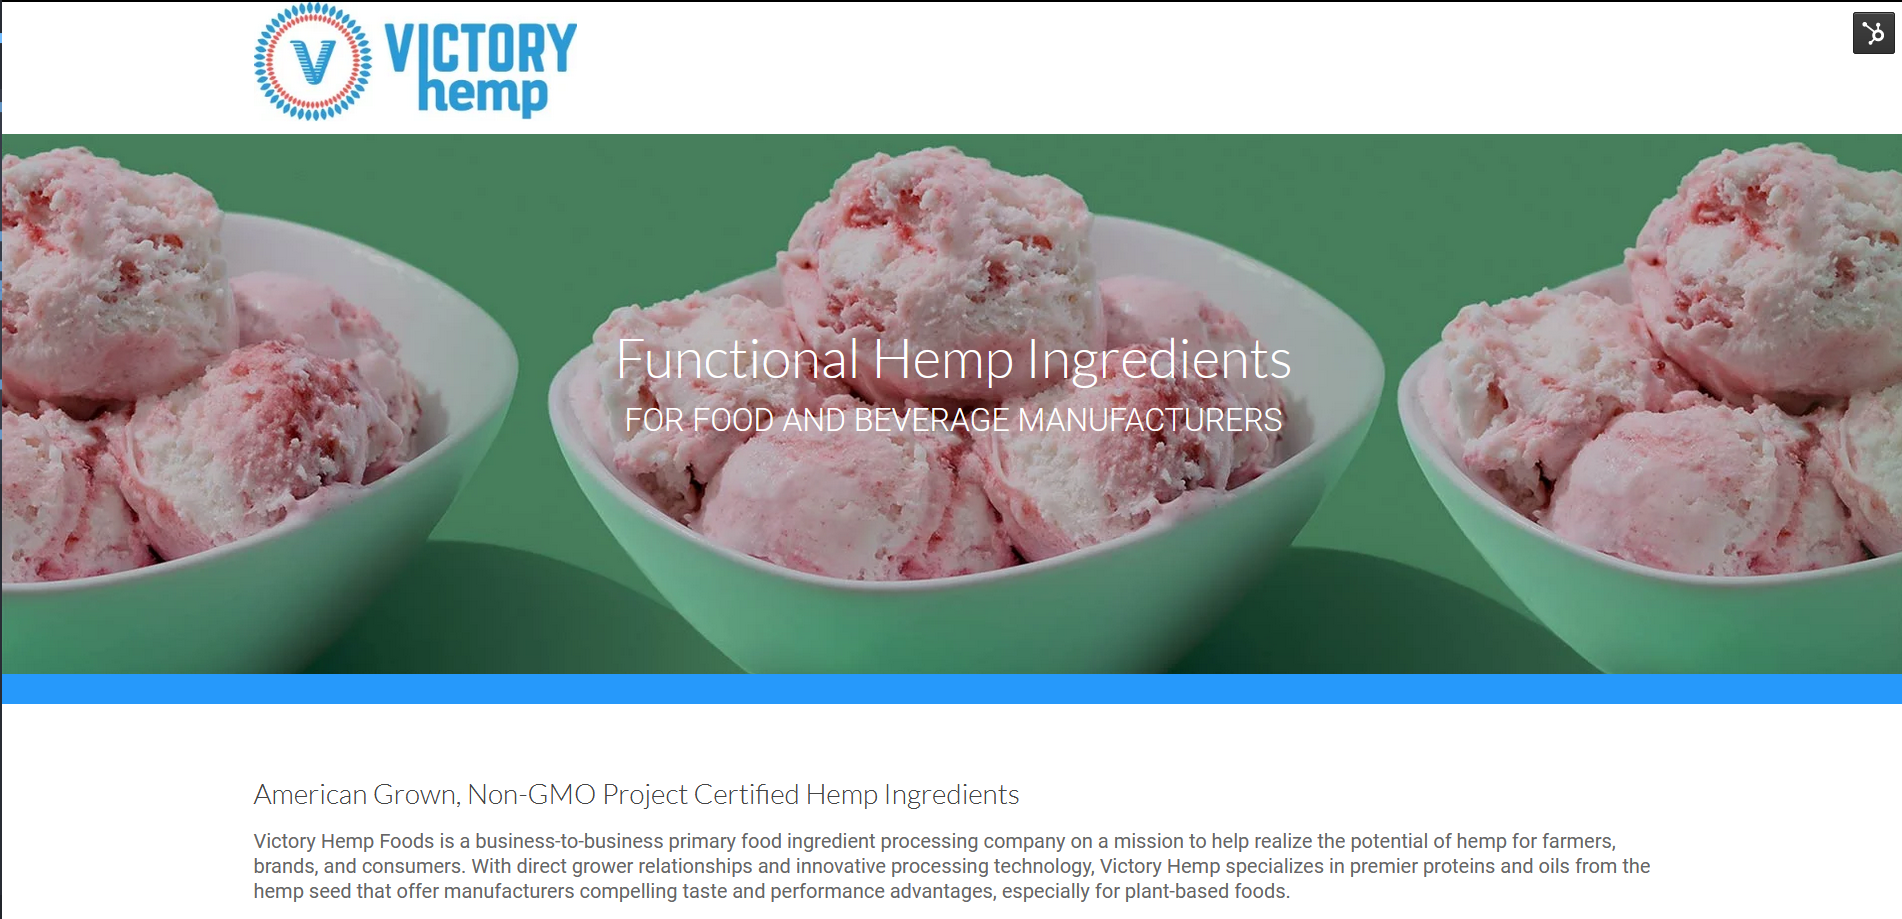 V
VICTORY
hemp
Functional Hemp Ingredients
FOR FOOD AND BEVERAGE MANUFACTURERS
American Grown, Non-GMO Project Certified Hemp Ingredients
Victory Hemp Foods is a business-to-business primary food ingredient processing company on a mission to help realize the potential of hemp for farmers,
brands, and consumers. With direct grower relationships and innovative processing technology, Victory Hemp specializes in premier proteins and oils from the
hemp seed that offer manufacturers compelling taste and performance advantages, especially for plant-based foods.